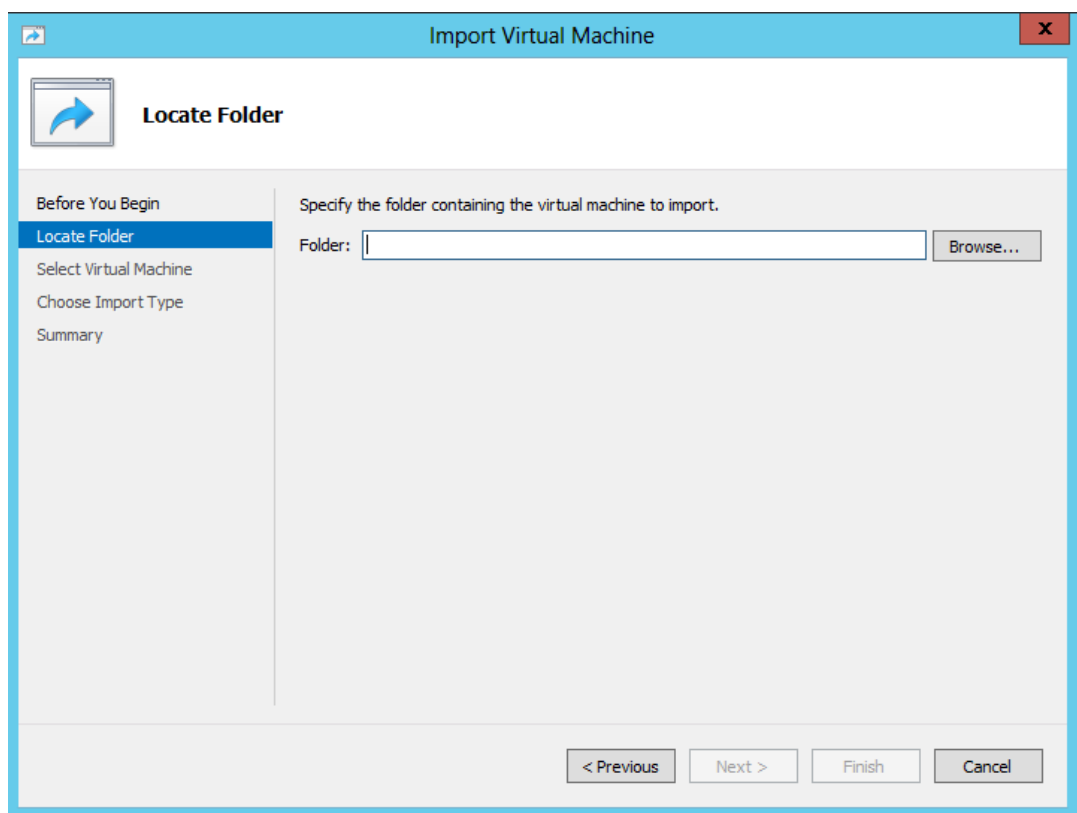 Import Virtual Machine
x
Locate Folder
Before You Begin
Locate Folder
Select Virtual Machine
Choose Import Type
Summary
Specify the folder containing the virtual machine to import.
Folder:
Browse...
< Previous
Next >
Finish
Cancel